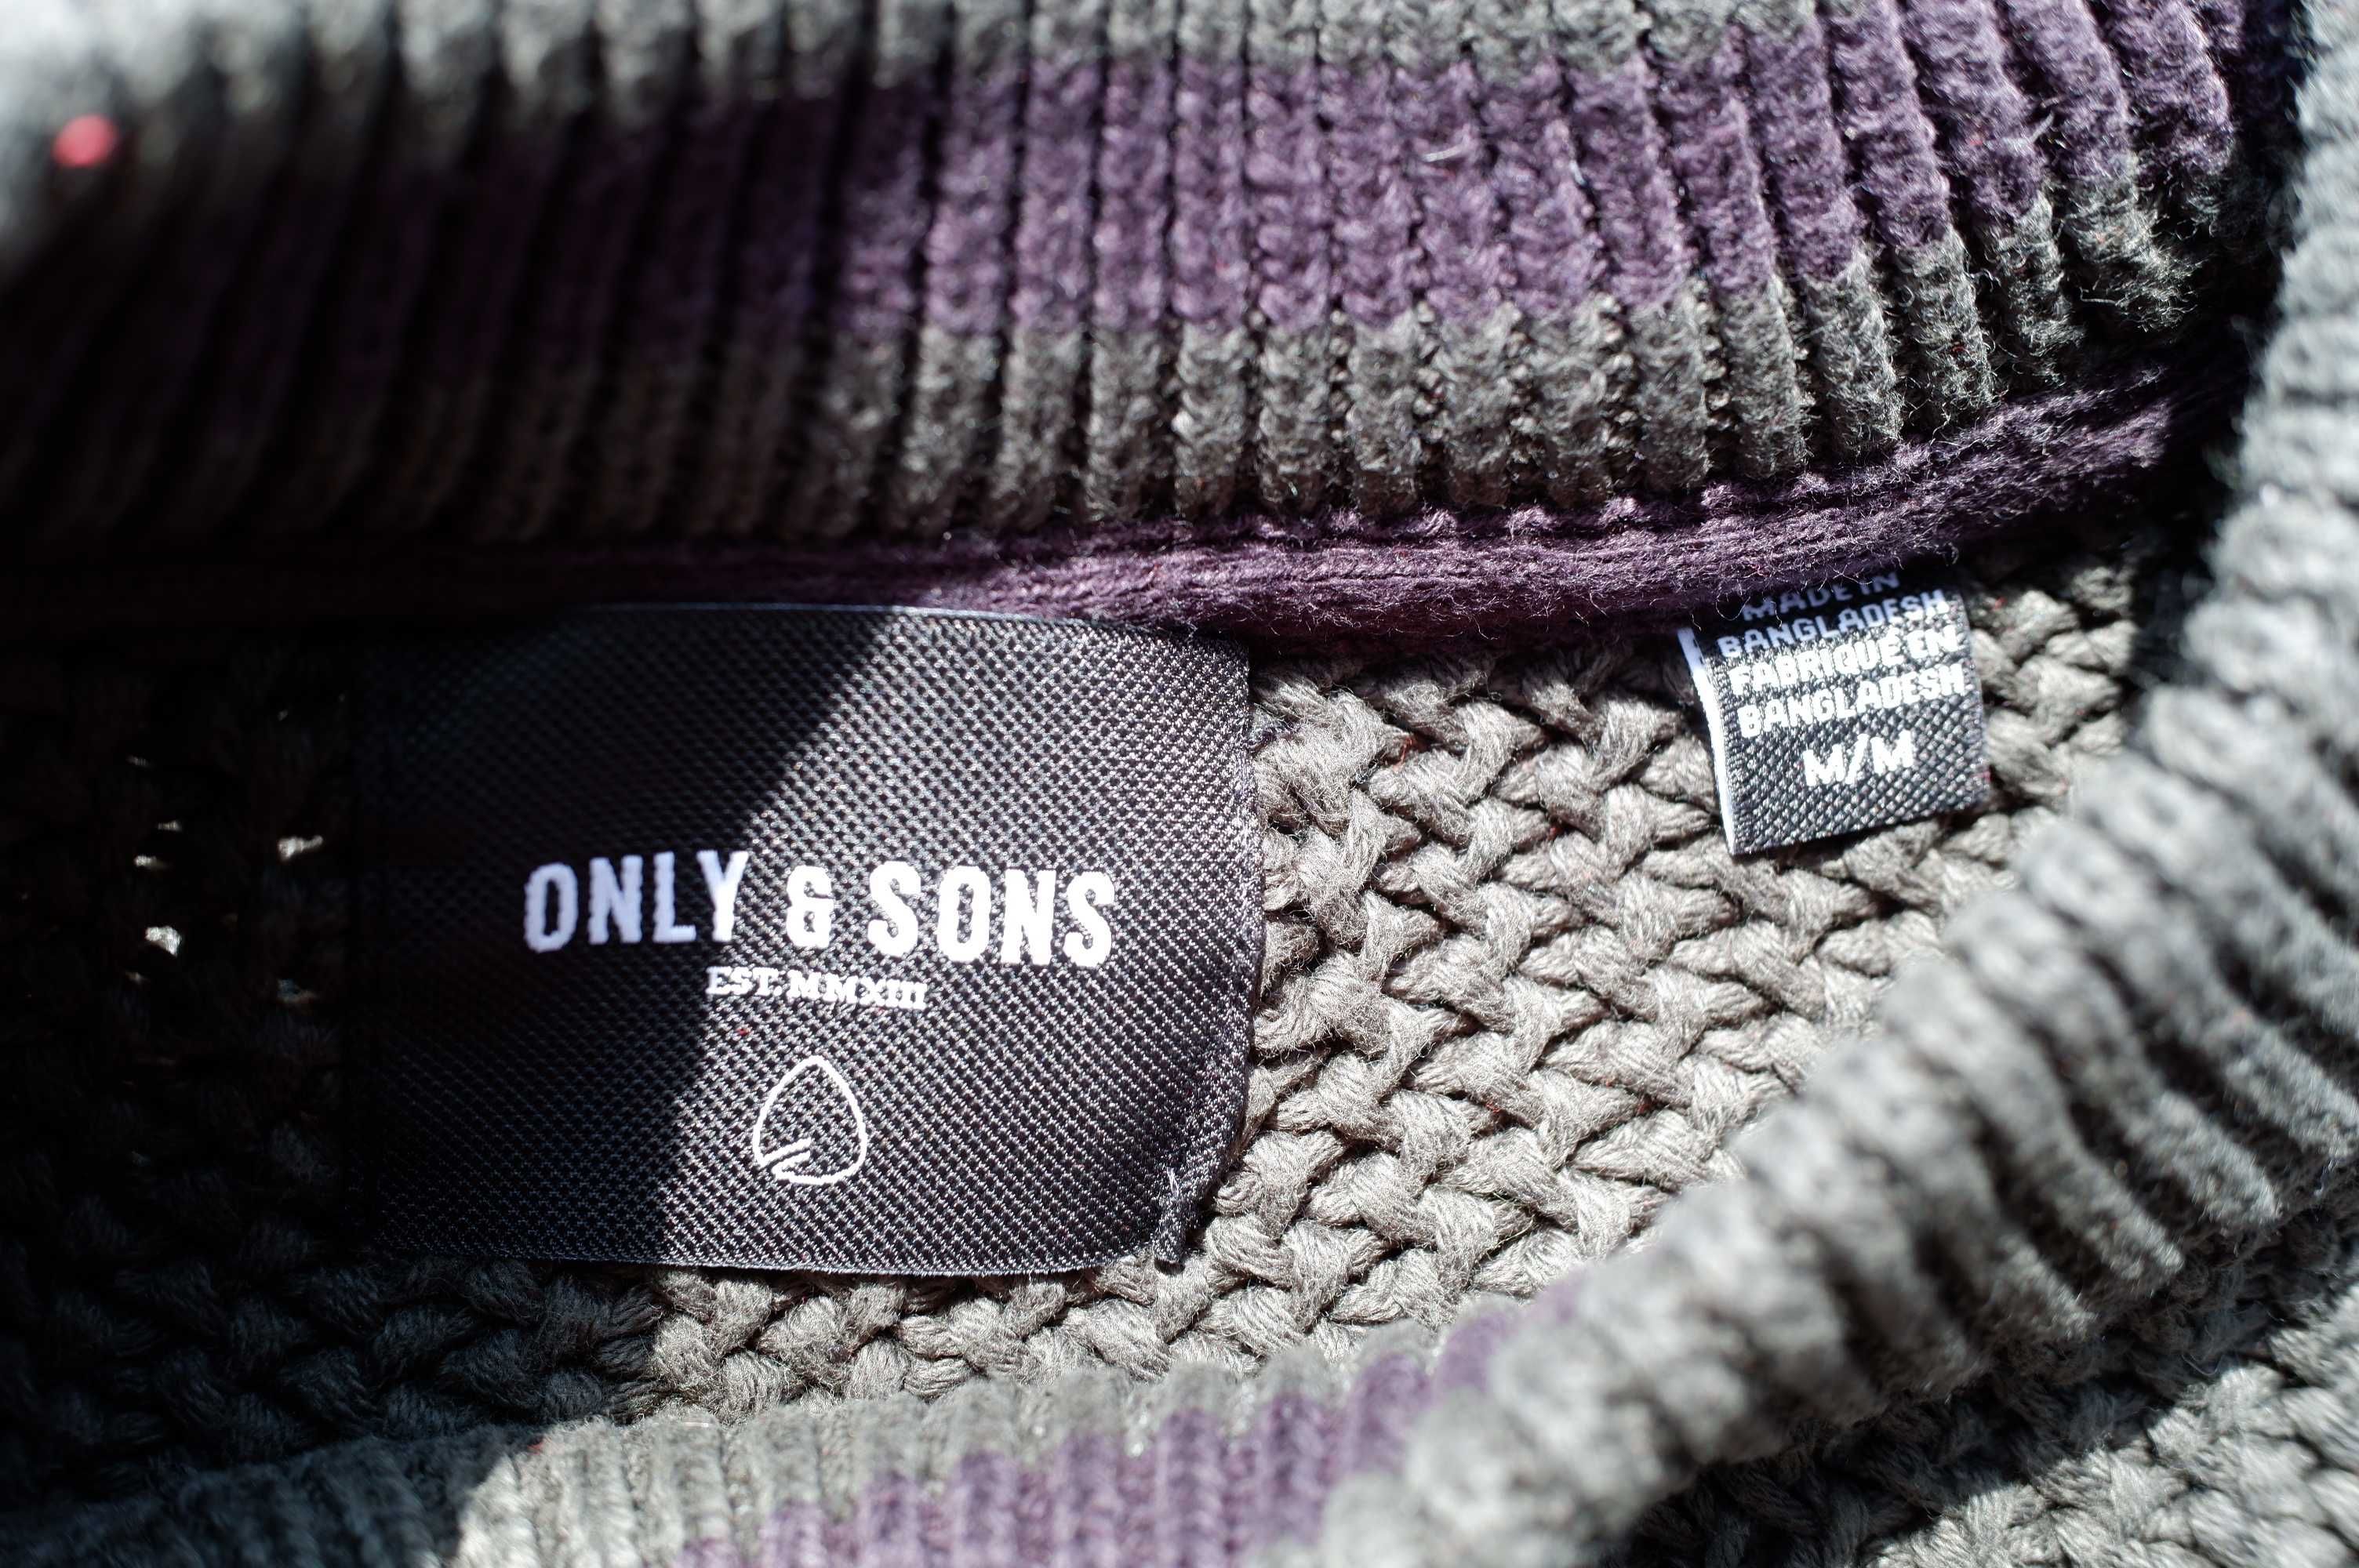 ONLY & SONS
EST. MMXIII
MADE IN
BANGLADESH
FABRIQUÉ EN
BANGLADESH
M/M